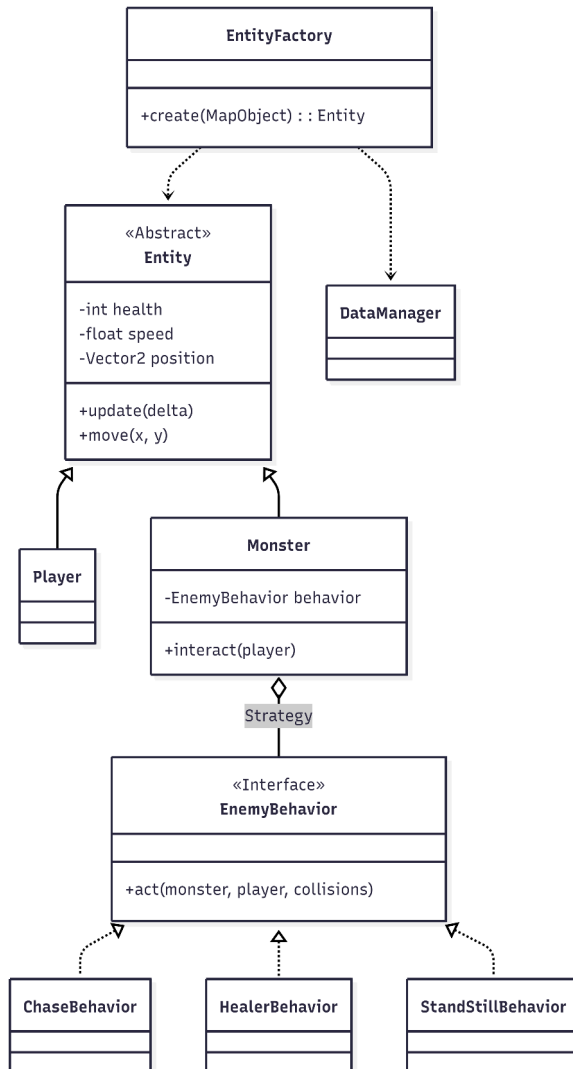 EntityFactory
+create(MapObject) : : Entity
«Abstract»
Entity
-int health
-float speed
-Vector2 position
+update(delta)
+move(x, y)
DataManager
Player
Monster
-EnemyBehavior behavior
+interact(player)
Strategy
«Interface»
EnemyBehavior
+act(monster, player, collisions)
ChaseBehavior
HealerBehavior
StandStillBehavior